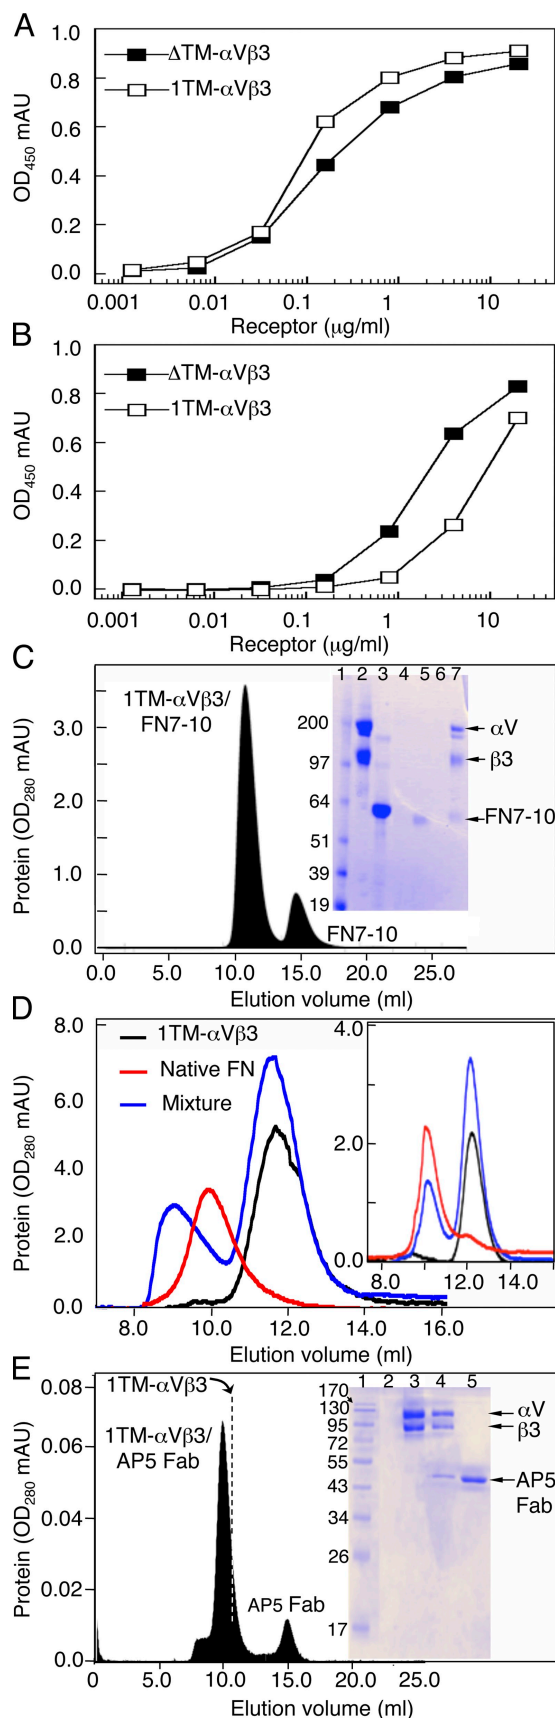 A
1.0
0.8
0.6
0.4
0.2
0.0
OD450 mAU
ΔTM-αVβ3
1TM-αVβ3
0.001
0.01
0.1
1
10
Receptor (μg/ml)
B
1.0
0.8
0.6
0.4
0.2
0.0
OD450 mAU
ΔTM-αVβ3
1TM-αVβ3
0.001
0.01
0.1
1
10
Receptor (μg/ml)
C
3.0
2.0
1.0
0.0
Protein (OD280 mAU)
1TM-αVβ3/
FN7-10
FN7-10
1 2 3 4 5 6 7
200
97
64
51
39
19
αV
β3
FN7-10
0.0
5.0
10.0
15.0
20.0
25.0
Elution volume (ml)
D
8.0
6.0
4.0
2.0
0.0
Protein (OD280 mAU)
1TM-αVβ3
Native FN
Mixture
4.0
2.0
0.0
8.0
12.0
16.0
8.0
10.0
12.0
14.0
16.0
Elution volume (ml)
E
0.08
0.06
0.04
0.02
0.0
Protein (OD280 mAU)
1TM-αVβ3
1TM-αVβ3/
AP5 Fab
AP5 Fab
1 2 3 4 5
170
130
95
72
55
43
34
26
17
αV
β3
AP5
Fab
0
5.0
10.0
15.0
20.0
25.0
Elution volume (ml)